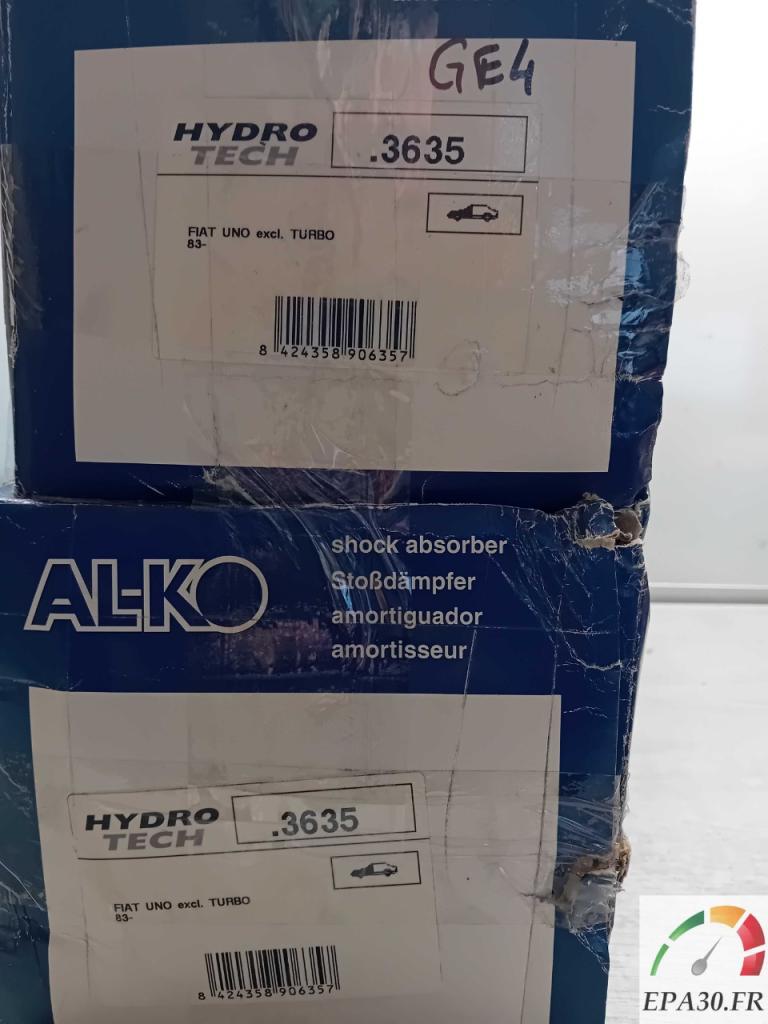 GE4
HYDRO
TECH
.3635
FIAT UNO excl. TURBO
83-
8 424358 906357
AL-KO
shock absorber
Stoßdämpfer
amortiguador
amortisseur
HYDRO
TECH
.3635
FIAT UNO excl. TURBO
83-
8 424358 906357
EPA30.FR